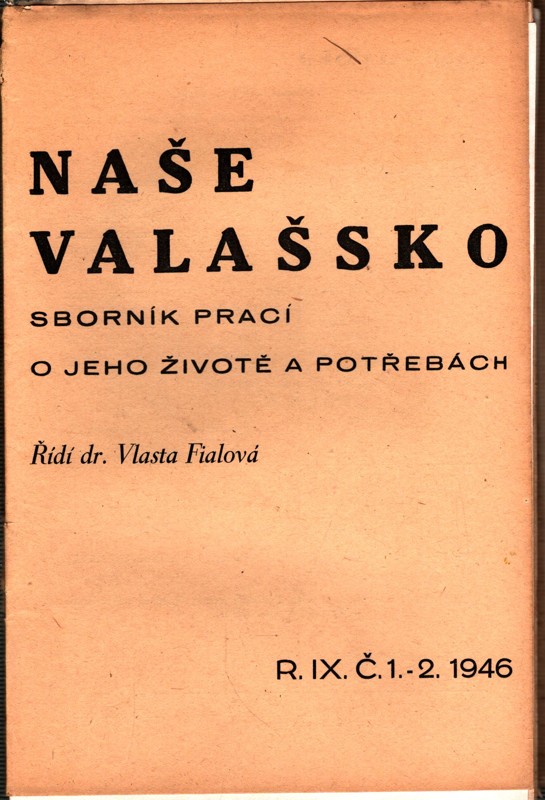 NAŠE
VALAŠSKO
SBORNÍK PRACÍ
O JEHO ŽIVOTĚ A POTŘEBÁCH
Řídí dr. Vlasta Fialová
R. IX. Č. 1.-2. 1946